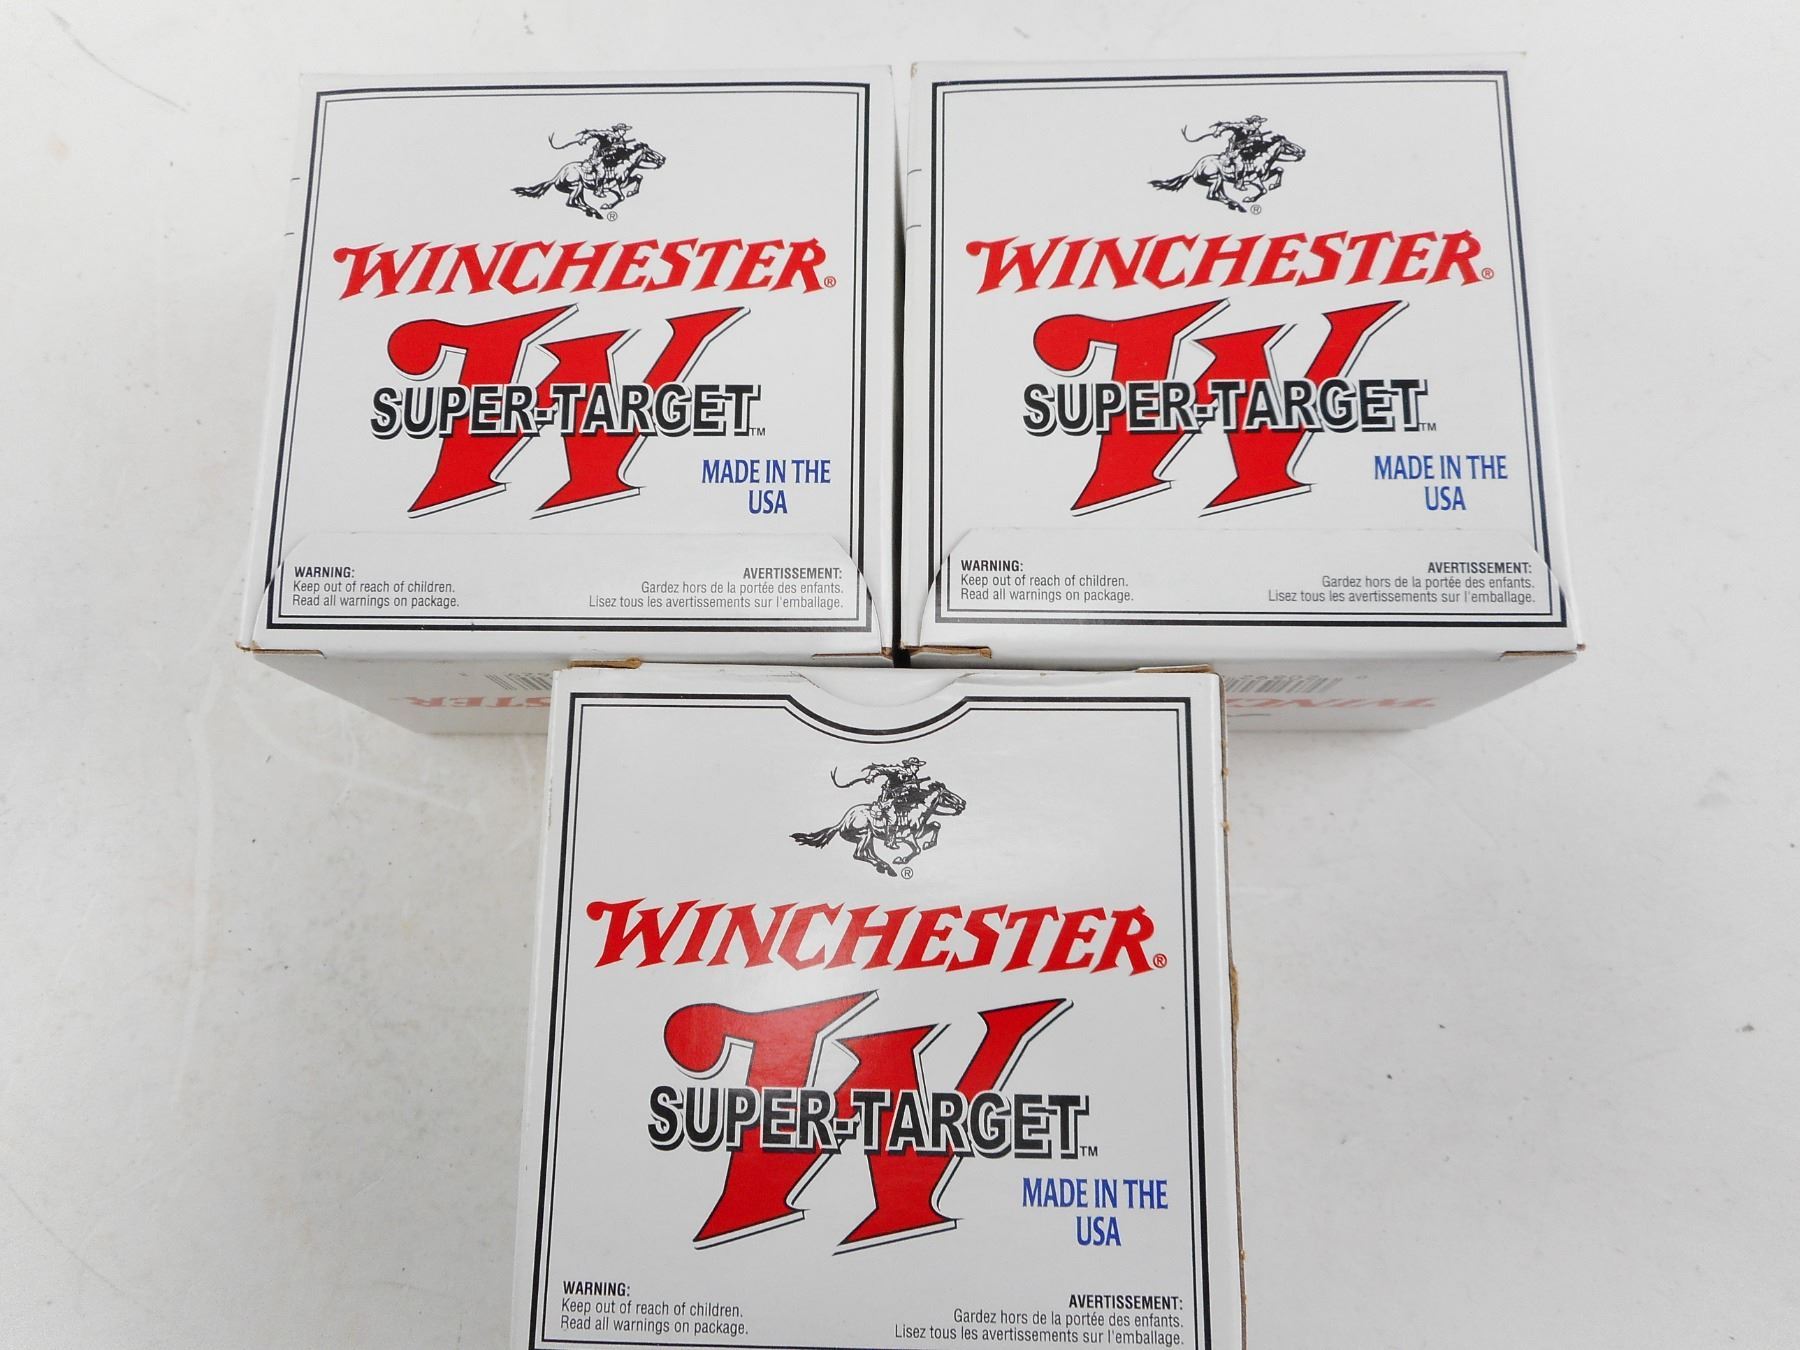 WINCHESTER®
W
SUPER-TARGET™
MADE IN THE
USA
WARNING:
Keep out of reach of children.
Read all warnings on package.
AVERTISSEMENT:
Gardez hors de la portée des enfants.
Lisez tous les avertissements sur l'emballage.
WINCHESTER®
W
SUPER-TARGET™
MADE IN THE
USA
WARNING:
Keep out of reach of children.
Read all warnings on package.
AVERTISSEMENT:
Gardez hors de la portée des enfants.
Lisez tous les avertissements sur l'emballage.
WINCHESTER®
W
SUPER-TARGET™
MADE IN THE
USA
WARNING:
Keep out of reach of children.
Read all warnings on package.
AVERTISSEMENT:
Gardez hors de la portée des enfants.
Lisez tous les avertissements sur l'emballage.